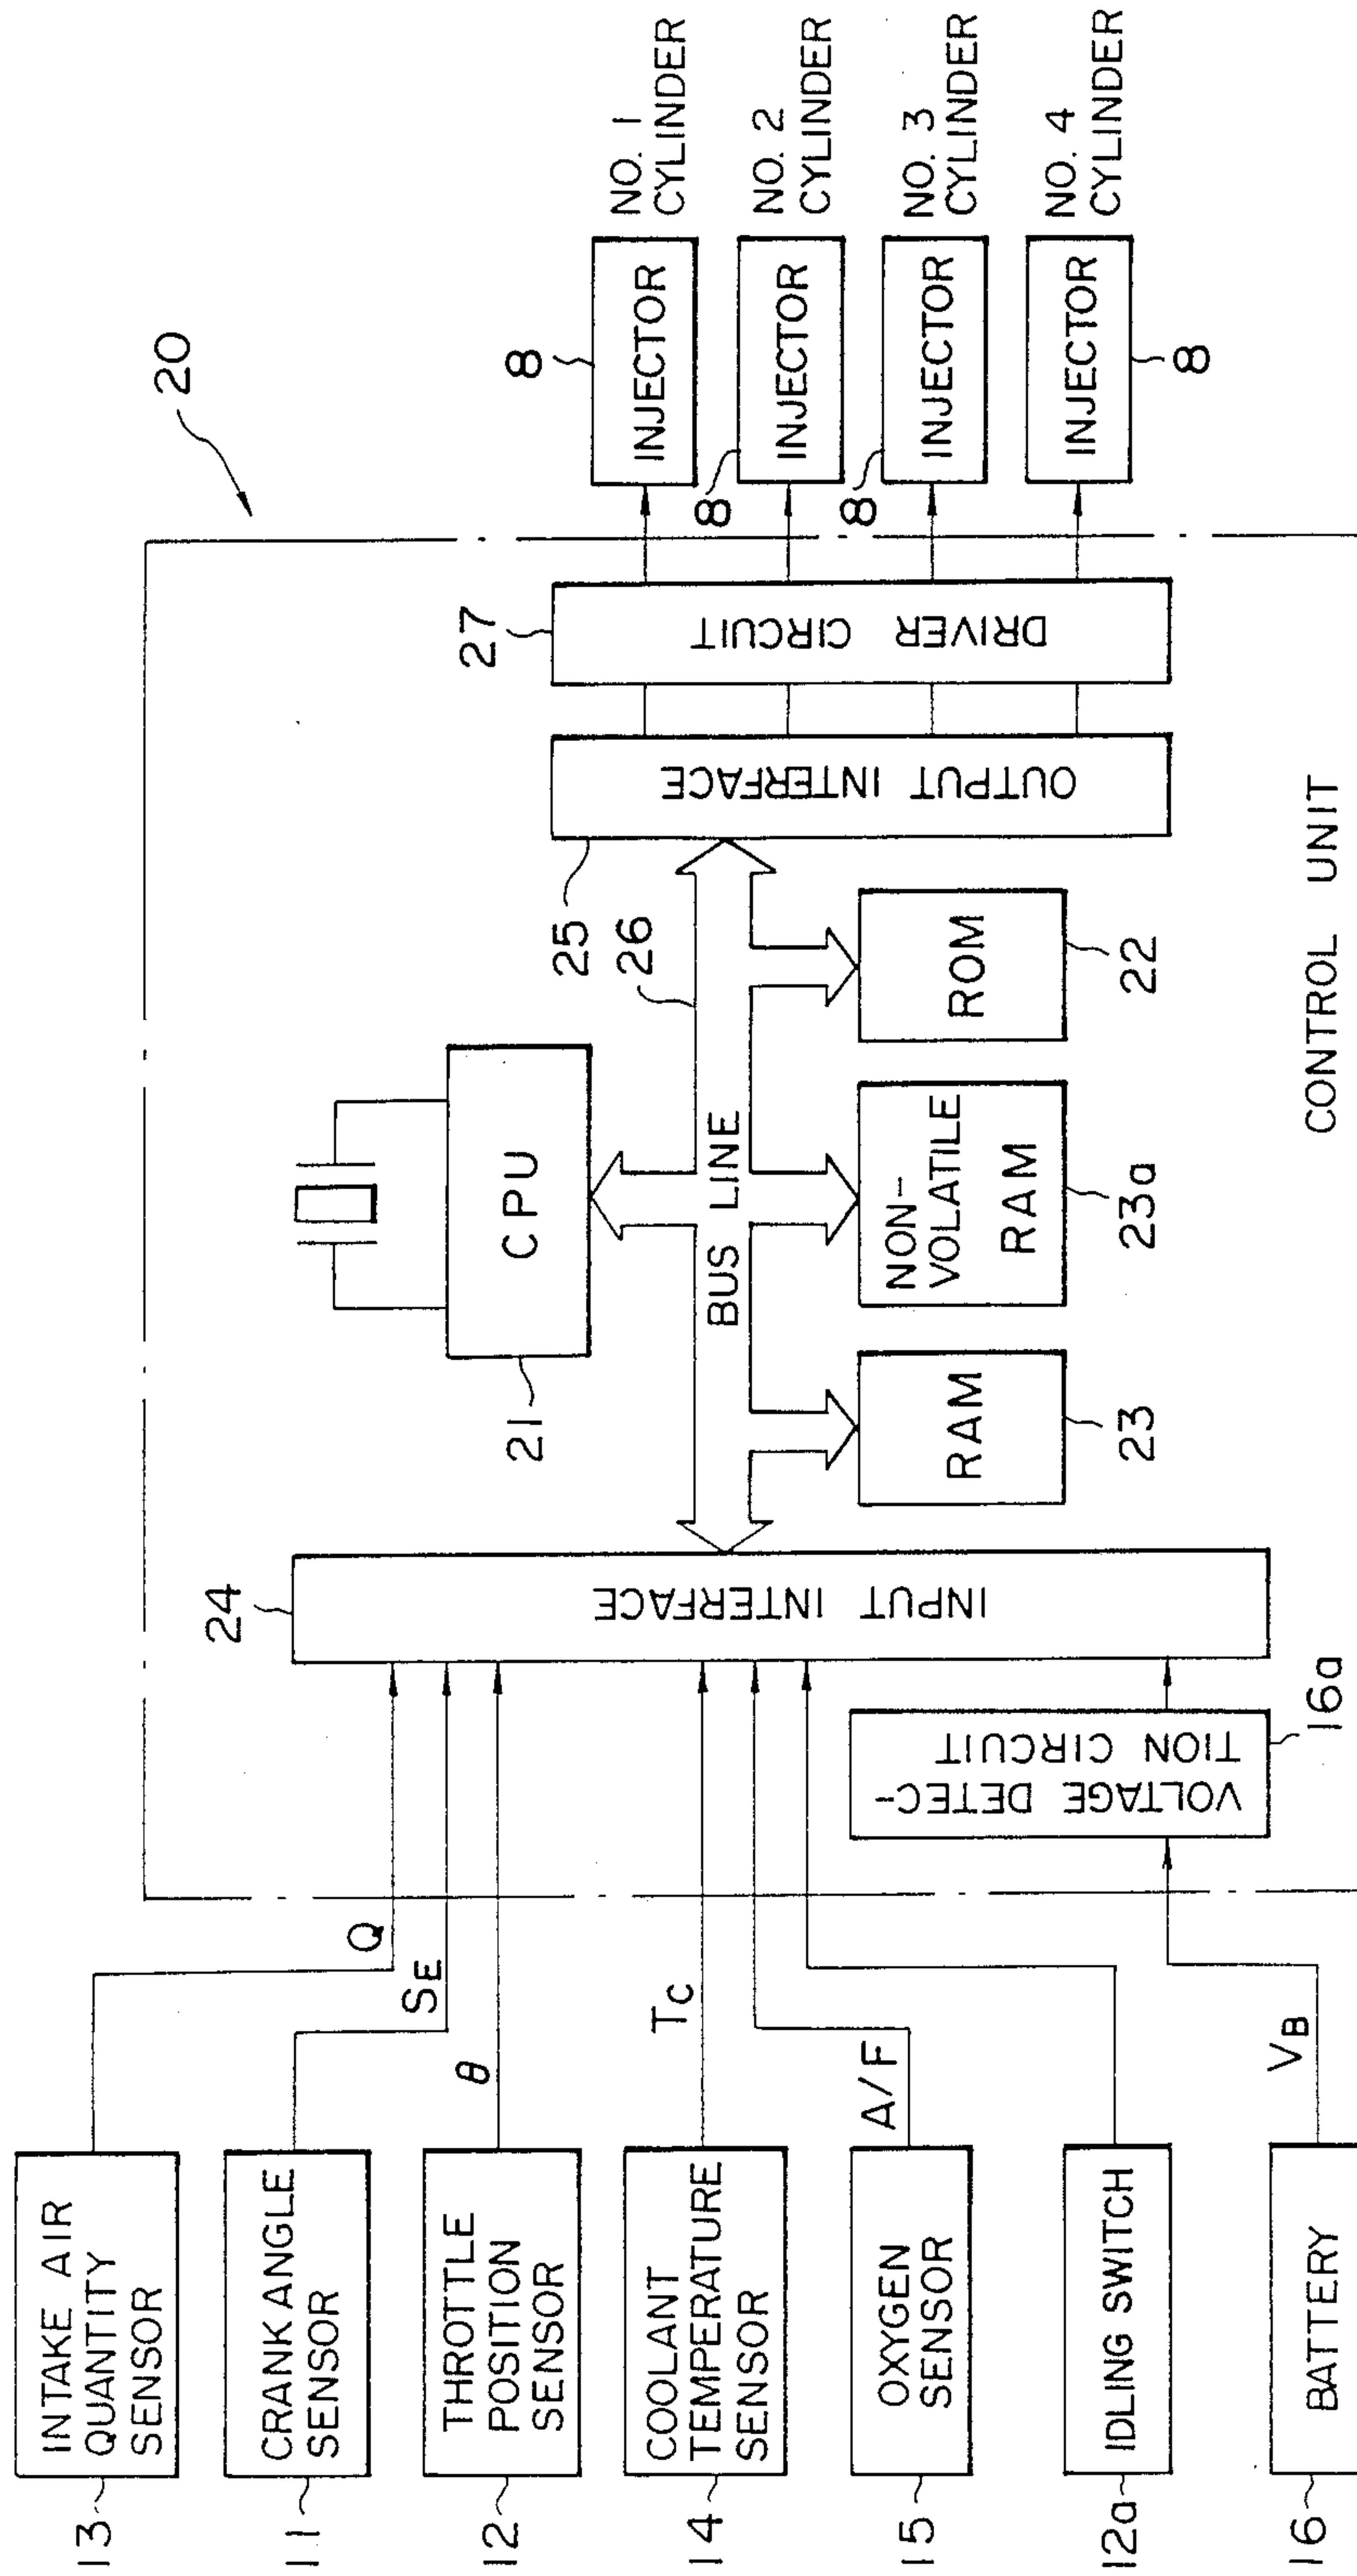 20
13
INTAKE AIR
QUANTITY
SENSOR
Q
11
CRANK ANGLE
SENSOR
SE
12
THROTTLE
POSITION
SENSOR
θ
14
COOLANT
TEMPERATURE
SENSOR
TC
15
OXYGEN
SENSOR
A/F
12a
IDLING SWITCH
16
BATTERY
VB
VOLTAGE DETEC-
TION CIRCUIT
16a
24
INPUT INTERFACE
21
CPU
BUS LINE
26
RAM
23
NON-
VOLATILE
RAM
23a
ROM
22
25
OUTPUT INTERFACE
27
DRIVER CIRCUIT
8
INJECTOR
NO. 1
CYLINDER
8
INJECTOR
NO. 2
CYLINDER
8
INJECTOR
NO. 3
CYLINDER
8
INJECTOR
NO. 4
CYLINDER
CONTROL UNIT